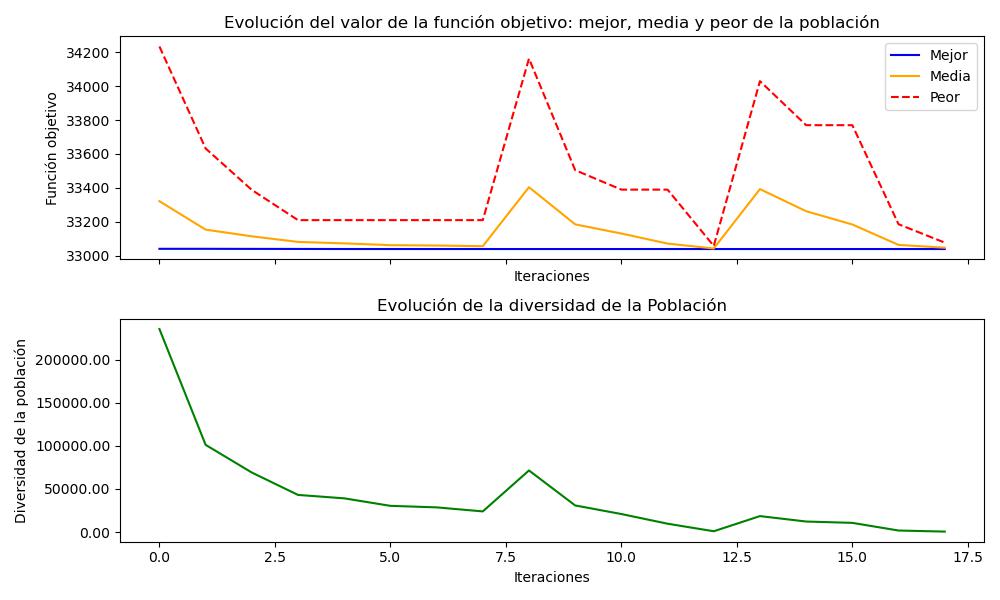 Evolución del valor de la función objetivo: mejor, media y peor de la población
Función objetivo
34200
34000
33800
33600
33400
33200
33000
Mejor
Media
Peor
Iteraciones
Evolución de la diversidad de la Población
Diversidad de la población
200000.00
150000.00
100000.00
50000.00
0.00
0.0 2.5 5.0 7.5 10.0 12.5 15.0 17.5
Iteraciones